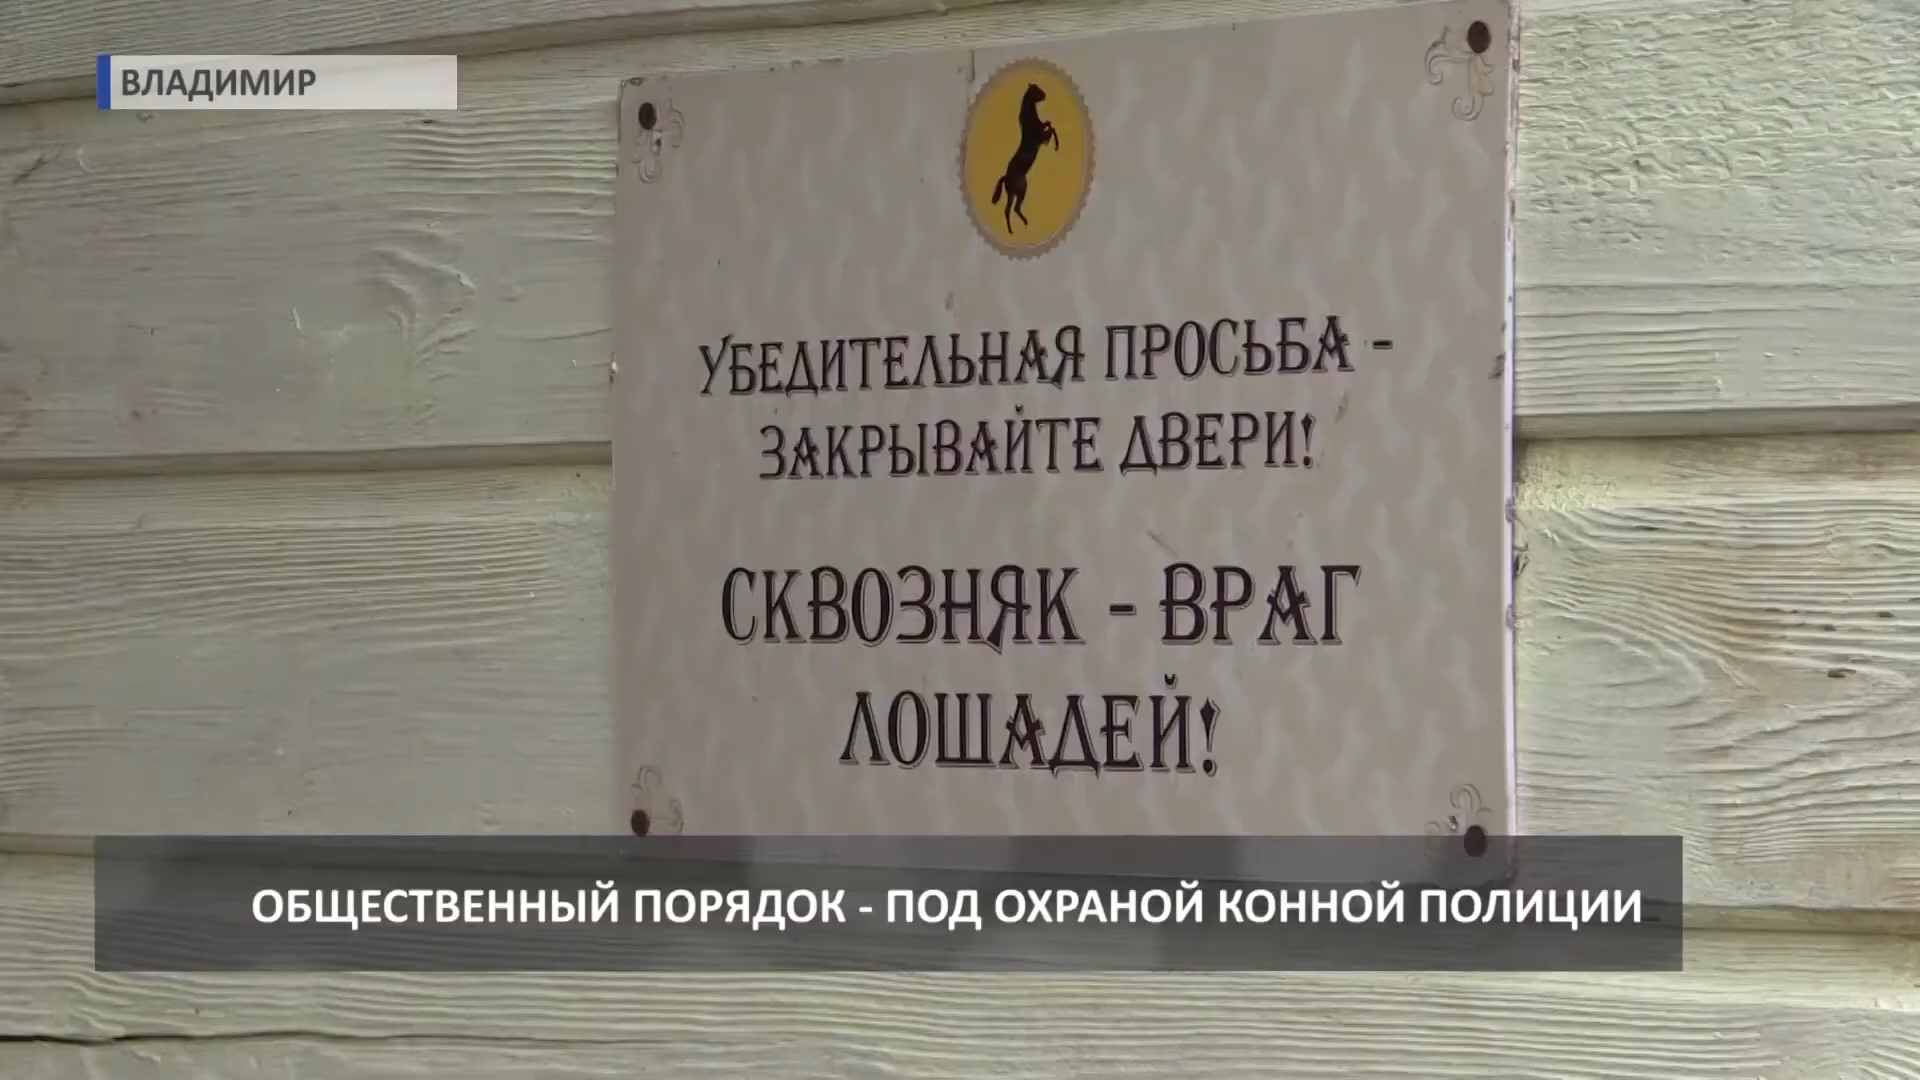 ВЛАДИМИР
УБЕДИТЕЛЬНАЯ ПРОСЬБА -
ЗАКРЫВАЙТЕ ДВЕРИ!
СКВОЗНЯК - ВРАГ
ЛОШАДЕЙ!
ОБЩЕСТВЕННЫЙ ПОРЯДОК - ПОД ОХРАНОЙ КОННОЙ ПОЛИЦИИ